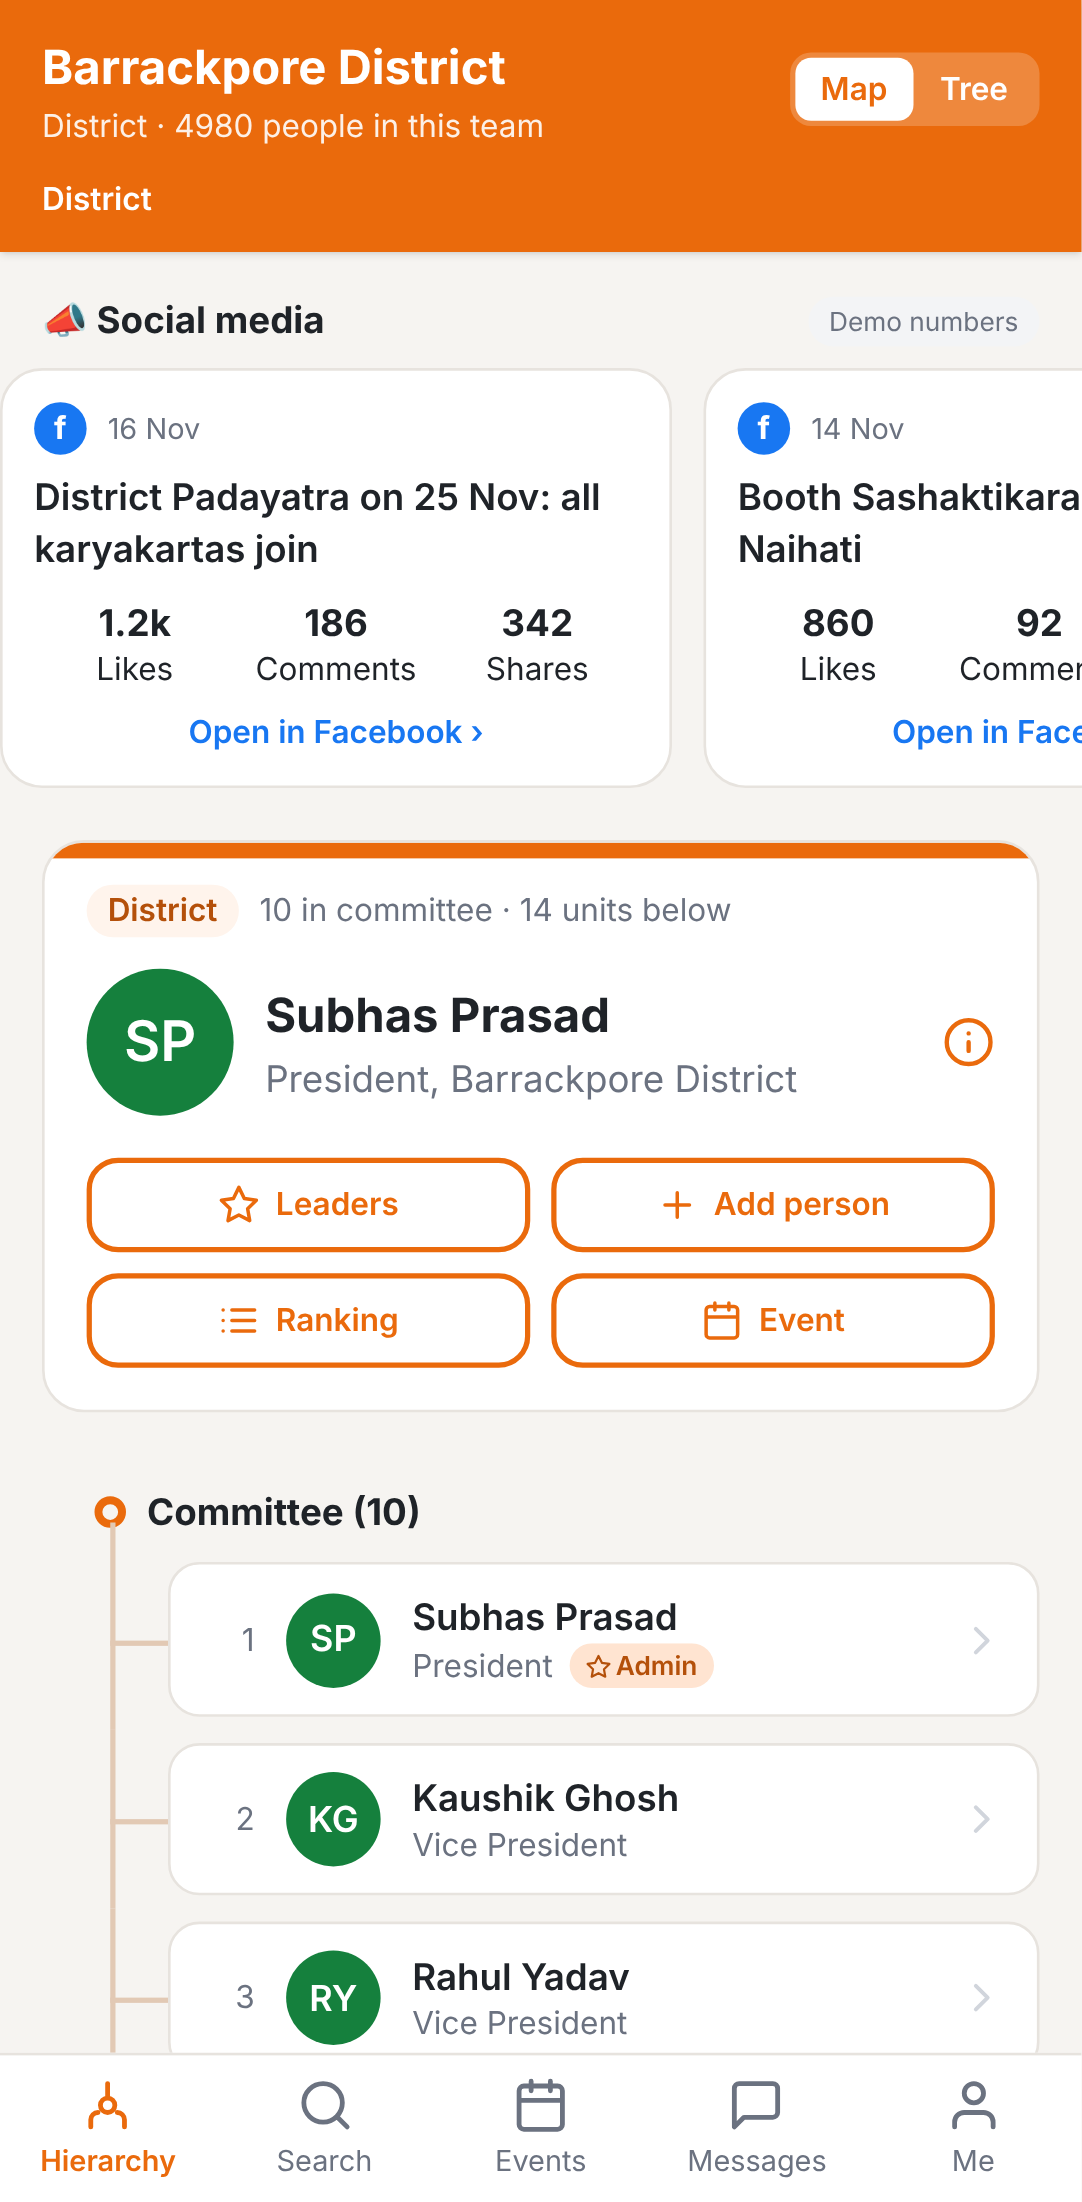 Barrackpore District
District · 4980 people in this team
Map
Tree
District
Social media
Demo numbers
f
16 Nov
District Padayatra on 25 Nov: all
karyakartas join
1.2k
186
342
Likes
Comments
Shares
Open in Facebook ›
f
14 Nov
Booth Sashaktikara
Naihati
860
92
Likes
Commer
Open in Face
District
10 in committee · 14 units below
SP
Subhas Prasad
President, Barrackpore District
Leaders
Add person
Ranking
Event
Committee (10)
1
SP
Subhas Prasad
President
Admin
2
KG
Kaushik Ghosh
Vice President
3
RY
Rahul Yadav
Vice President
Hierarchy
Search
Events
Messages
Me